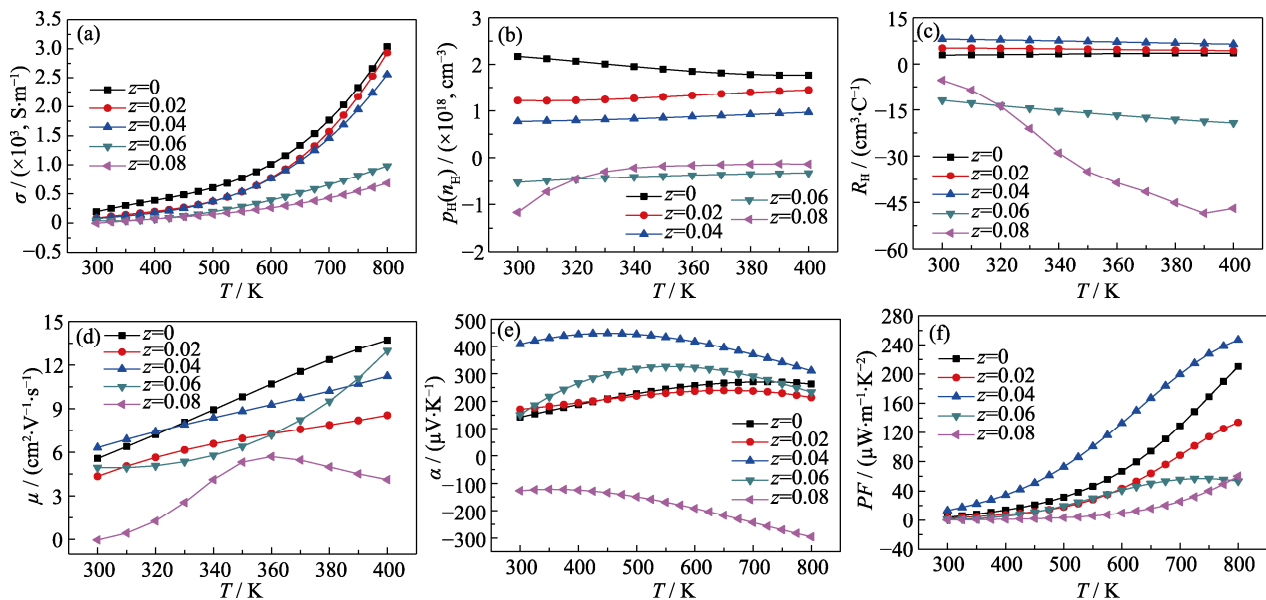 (a)
σ / (×10³, S·m⁻¹)
3.5
3.0
2.5
2.0
1.5
1.0
0.5
0
−0.5
z=0
z=0.02
z=0.04
z=0.06
z=0.08
300 400 500 600 700 800
T / K
(b)
p_H(n_H) / (×10¹⁸, cm⁻³)
3
2
1
0
−1
−2
z=0
z=0.02
z=0.04
z=0.06
z=0.08
300 320 340 360 380 400
T / K
(c)
R_H / (cm³·C⁻¹)
15
0
−15
−30
−45
−60
z=0
z=0.02
z=0.04
z=0.06
z=0.08
300 320 340 360 380 400
T / K
(d)
μ / (cm²·V⁻¹·s⁻¹)
15
12
9
6
3
0
z=0
z=0.02
z=0.04
z=0.06
z=0.08
300 320 340 360 380 400
T / K
(e)
α / (μV·K⁻¹)
500
450
300
200
150
0
−100
−150
−200
−300
z=0
z=0.02
z=0.04
z=0.06
z=0.08
300 400 500 600 700 800
T / K
(f)
PF / (μW·m⁻¹·K⁻²)
280
240
200
160
120
80
40
0
−40
z=0
z=0.02
z=0.04
z=0.06
z=0.08
300 400 500 600 700 800
T / K